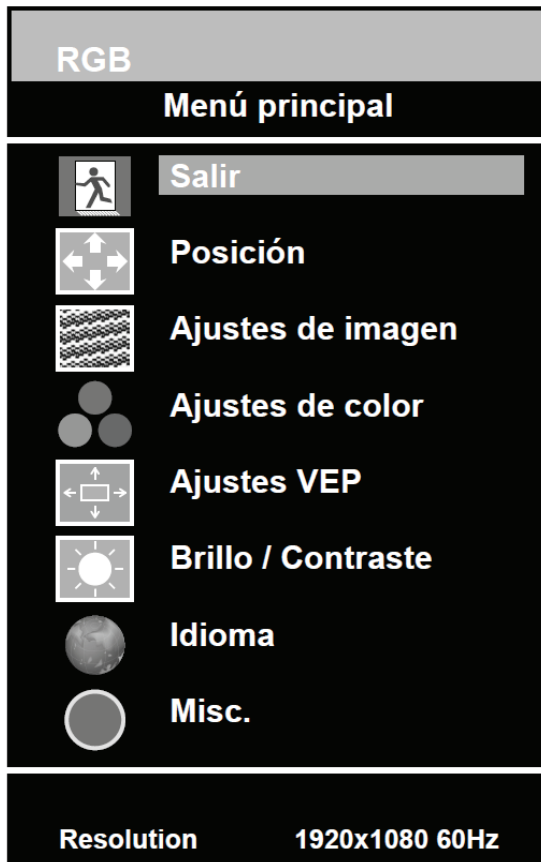 RGB
Menú principal
Salir
Posición
Ajustes de imagen
Ajustes de color
Ajustes VEP
Brillo / Contraste
Idioma
Misc.
Resolution 1920x1080 60Hz